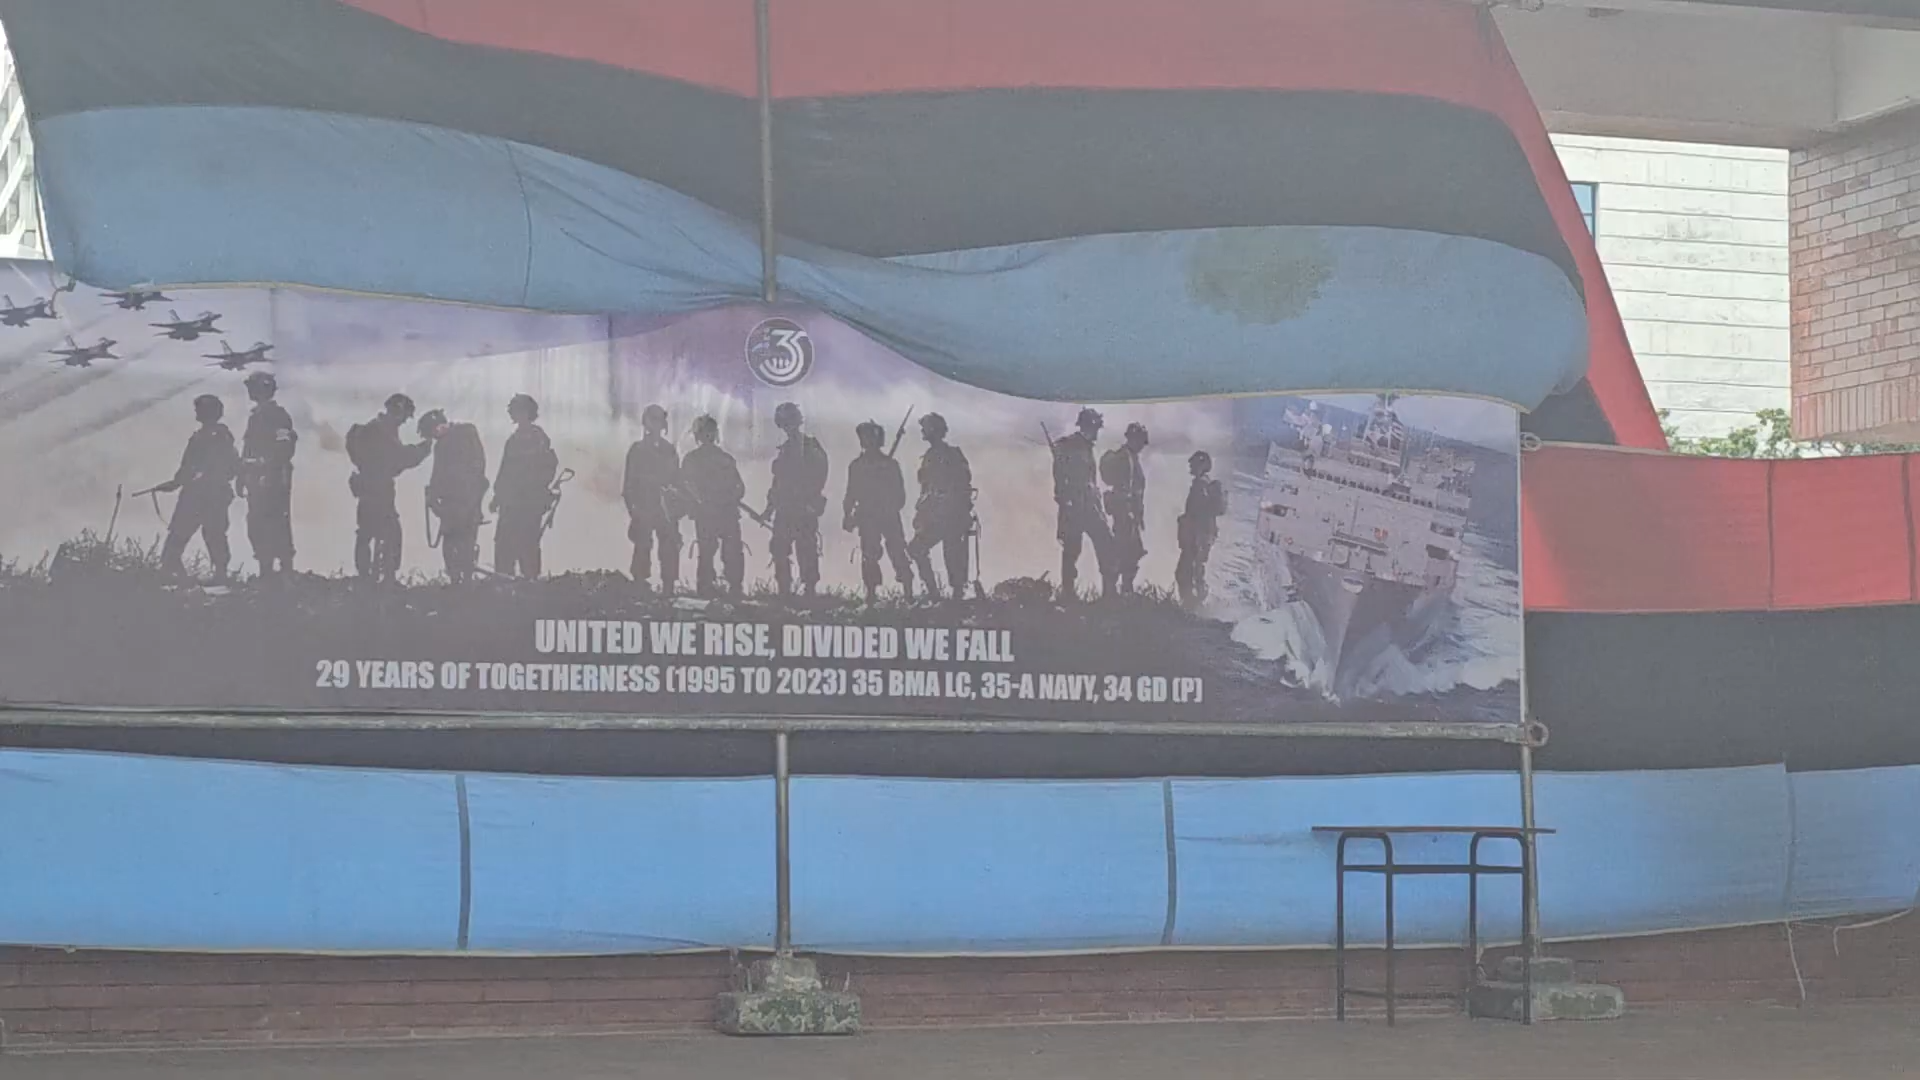 35
UNITED WE RISE, DIVIDED WE FALL
29 YEARS OF TOGETHERNESS (1995 TO 2023) 35 BMA LC, 35-A NAVY, 34 GD (P)